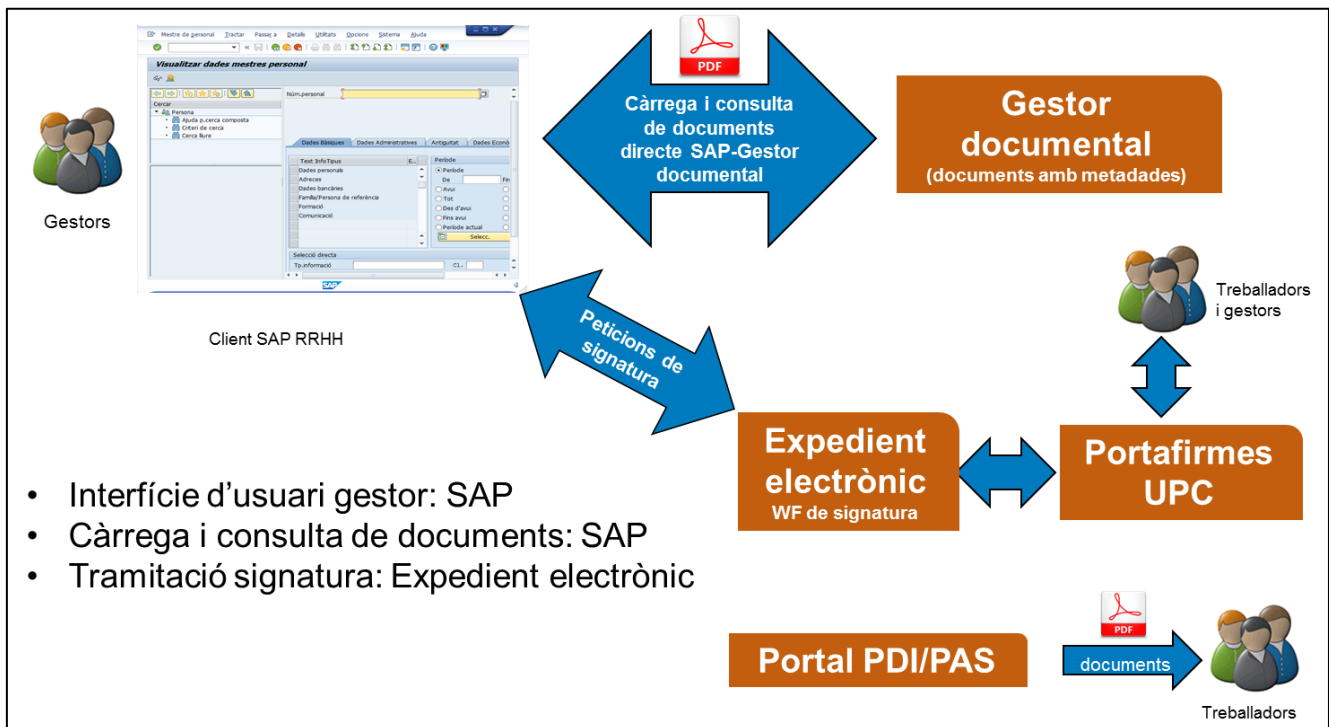 Mestre de personal Tractar Passar a Detalls Utilitats Opcions Sistema Ajuda
Visualitzar dades mestres personal
Cercar
Persona
Ajuda p.cerca composta
Criteri de cerca
Cerca lliure
Núm.personal
Dades Bàsiques Dades Administratives Antiguitat Dades Econò
Text InfoTipus E..
Dades personals
Adreces
Dades bancàries
Família/Persona de referència
Formació
Comunicació
Període
Període
De Fin
Avui
Tot
Des d'avui
Fins avui
Període actual
Selecc.
Selecció directa
Tp.informació Cl.
SAP
Gestors
Client SAP RRHH
PDF
Càrrega i consulta
de documents
directe SAP-Gestor
documental
Gestor
documental
(documents amb metadades)
Treballadors
i gestors
Peticions de
signatura
Expedient
electrònic
WF de signatura
Portafirmes
UPC
• Interfície d'usuari gestor: SAP
• Càrrega i consulta de documents: SAP
• Tramitació signatura: Expedient electrònic
Portal PDI/PAS
PDF
documents
Treballadors